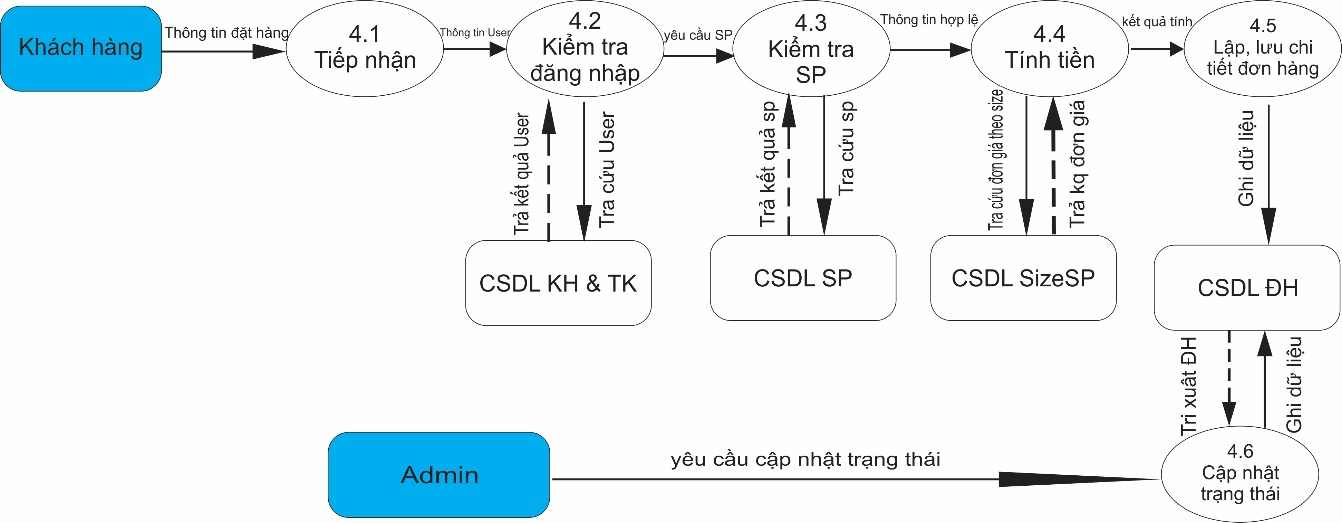 Khách hàng
Thông tin đặt hàng
4.1
Tiếp nhận
Thông tin User
4.2
Kiểm tra
đăng nhập
yêu cầu SP
4.3
Kiểm tra
SP
Thông tin hợp lệ
4.4
Tính tiền
kết quả tính
4.5
Lập, lưu chi
tiết đơn hàng
Trả kết quả User
Tra cứu User
Trả kết quả sp
Tra cứu sp
Tra cứu đơn giá theo size
Trả kq đơn giá
Ghi dữ liệu
CSDL KH & TK
CSDL SP
CSDL SizeSP
CSDL ĐH
Tri xuât ĐH
Ghi dữ liệu
Admin
yêu cầu cập nhật trạng thái
4.6
Cập nhật
trạng thái